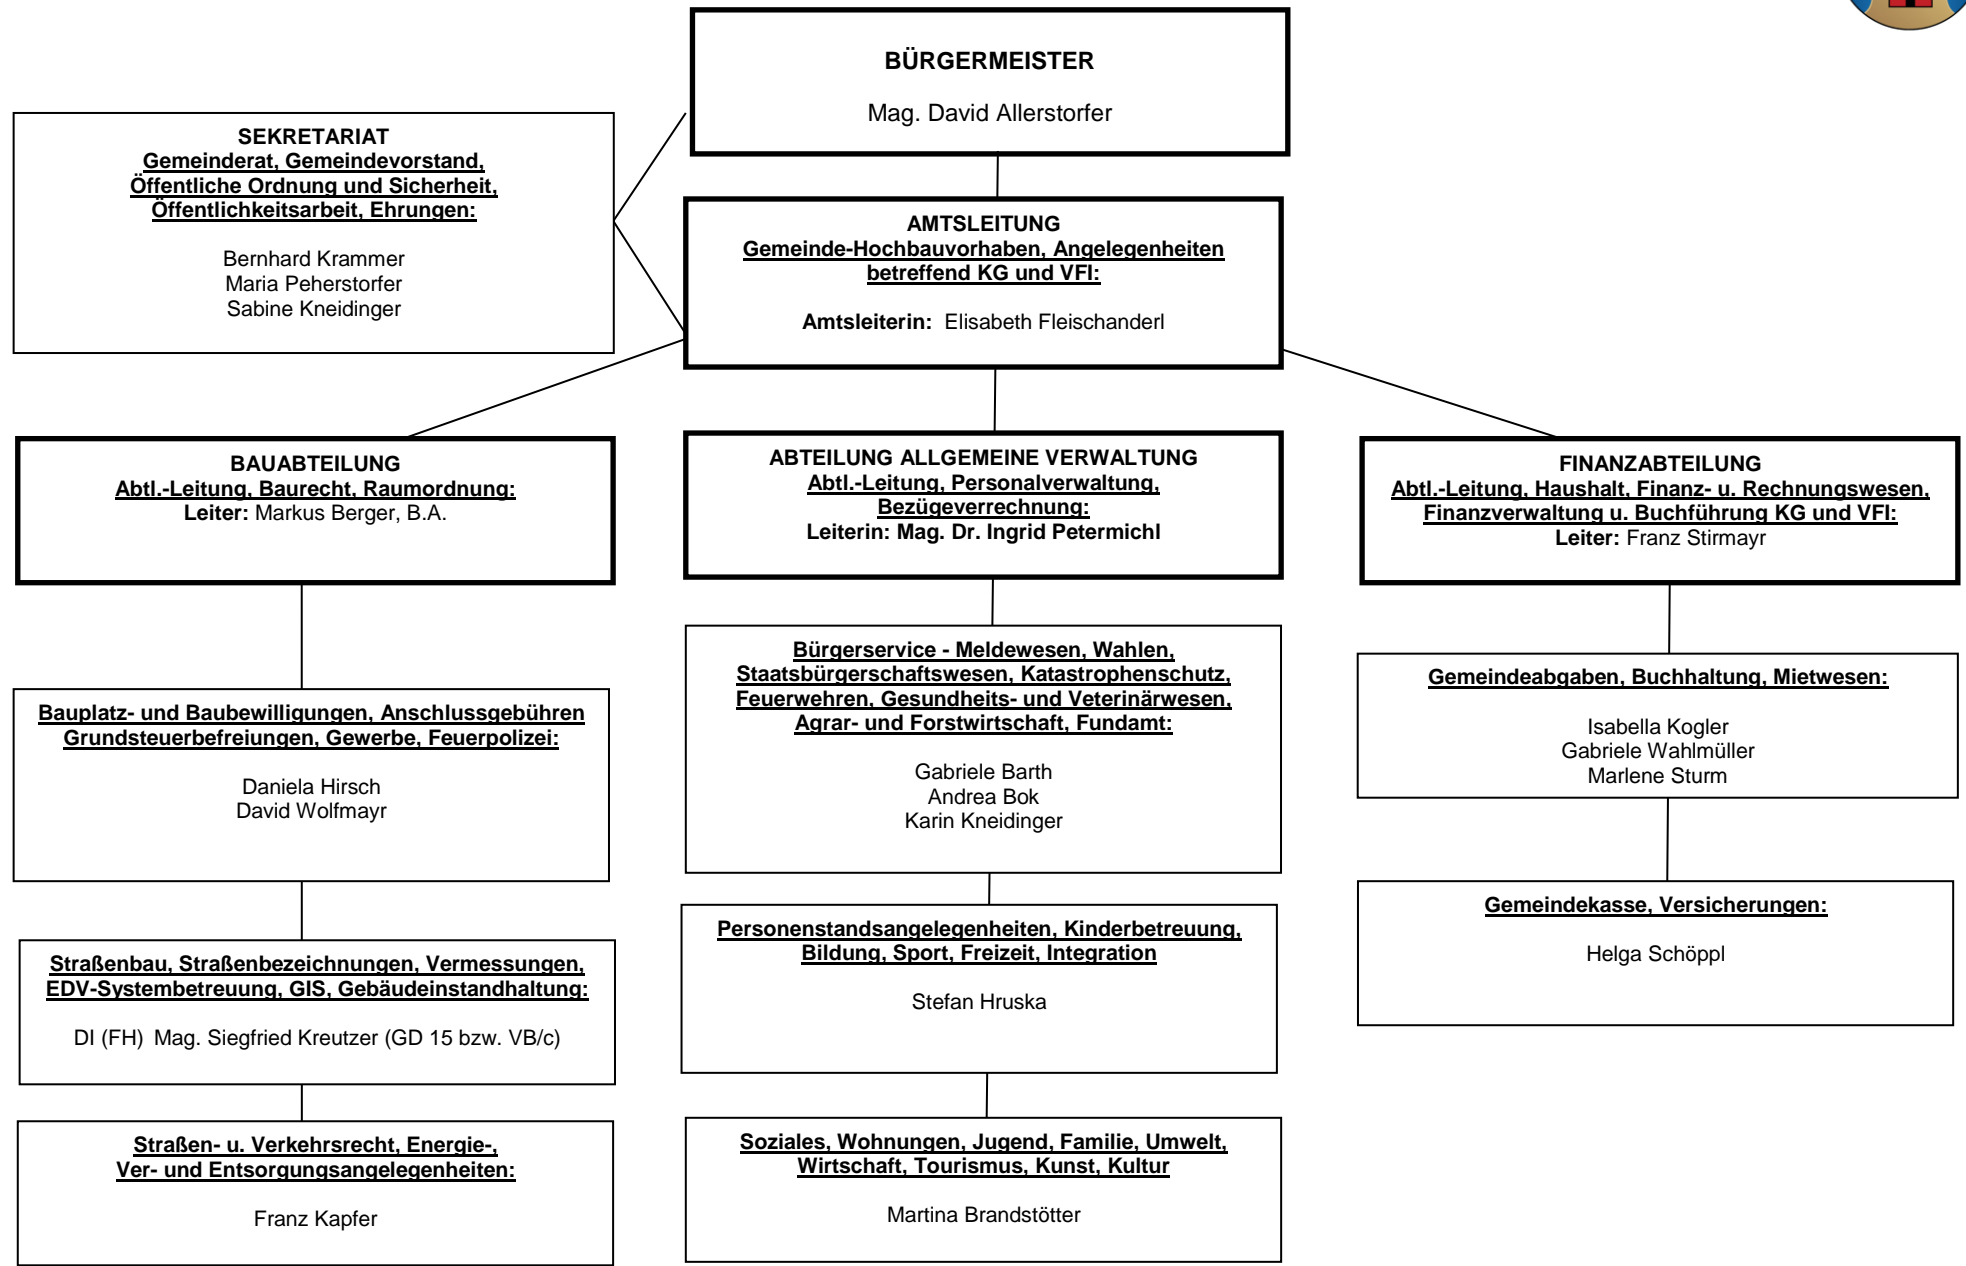 BÜRGERMEISTER
Mag. David Allerstorfer
SEKRETARIAT
Gemeinderat, Gemeindevorstand,
Öffentliche Ordnung und Sicherheit,
Öffentlichkeitsarbeit, Ehrungen:
Bernhard Krammer
Maria Peherstorfer
Sabine Kneidinger
AMTSLEITUNG
Gemeinde-Hochbauvorhaben, Angelegenheiten
betreffend KG und VFI:
Amtsleiterin: Elisabeth Fleischanderl
BAUABTEILUNG
Abtl.-Leitung, Baurecht, Raumordnung:
Leiter: Markus Berger, B.A.
Bauplatz- und Baubewilligungen, Anschlussgebühren
Grundsteuerbefreiungen, Gewerbe, Feuerpolizei:
Daniela Hirsch
David Wolfmayr
Straßenbau, Straßenbezeichnungen, Vermessungen,
EDV-Systembetreuung, GIS, Gebäudeinstandhaltung:
DI (FH) Mag. Siegfried Kreutzer (GD 15 bzw. VB/c)
Straßen- u. Verkehrsrecht, Energie-,
Ver- und Entsorgungsangelegenheiten:
Franz Kapfer
ABTEILUNG ALLGEMEINE VERWALTUNG
Abtl.-Leitung, Personalverwaltung,
Bezügeverrechnung:
Leiterin: Mag. Dr. Ingrid Petermichl
Bürgerservice - Meldewesen, Wahlen,
Staatsbürgerschaftswesen, Katastrophenschutz,
Feuerwehren, Gesundheits- und Veterinärwesen,
Agrar- und Forstwirtschaft, Fundamt:
Gabriele Barth
Andrea Bok
Karin Kneidinger
Personenstandsangelegenheiten, Kinderbetreuung,
Bildung, Sport, Freizeit, Integration
Stefan Hruska
Soziales, Wohnungen, Jugend, Familie, Umwelt,
Wirtschaft, Tourismus, Kunst, Kultur
Martina Brandstötter
FINANZABTEILUNG
Abtl.-Leitung, Haushalt, Finanz- u. Rechnungswesen,
Finanzverwaltung u. Buchführung KG und VFI:
Leiter: Franz Stirmayr
Gemeindeabgaben, Buchhaltung, Mietwesen:
Isabella Kogler
Gabriele Wahlmüller
Marlene Sturm
Gemeindekasse, Versicherungen:
Helga Schöppl